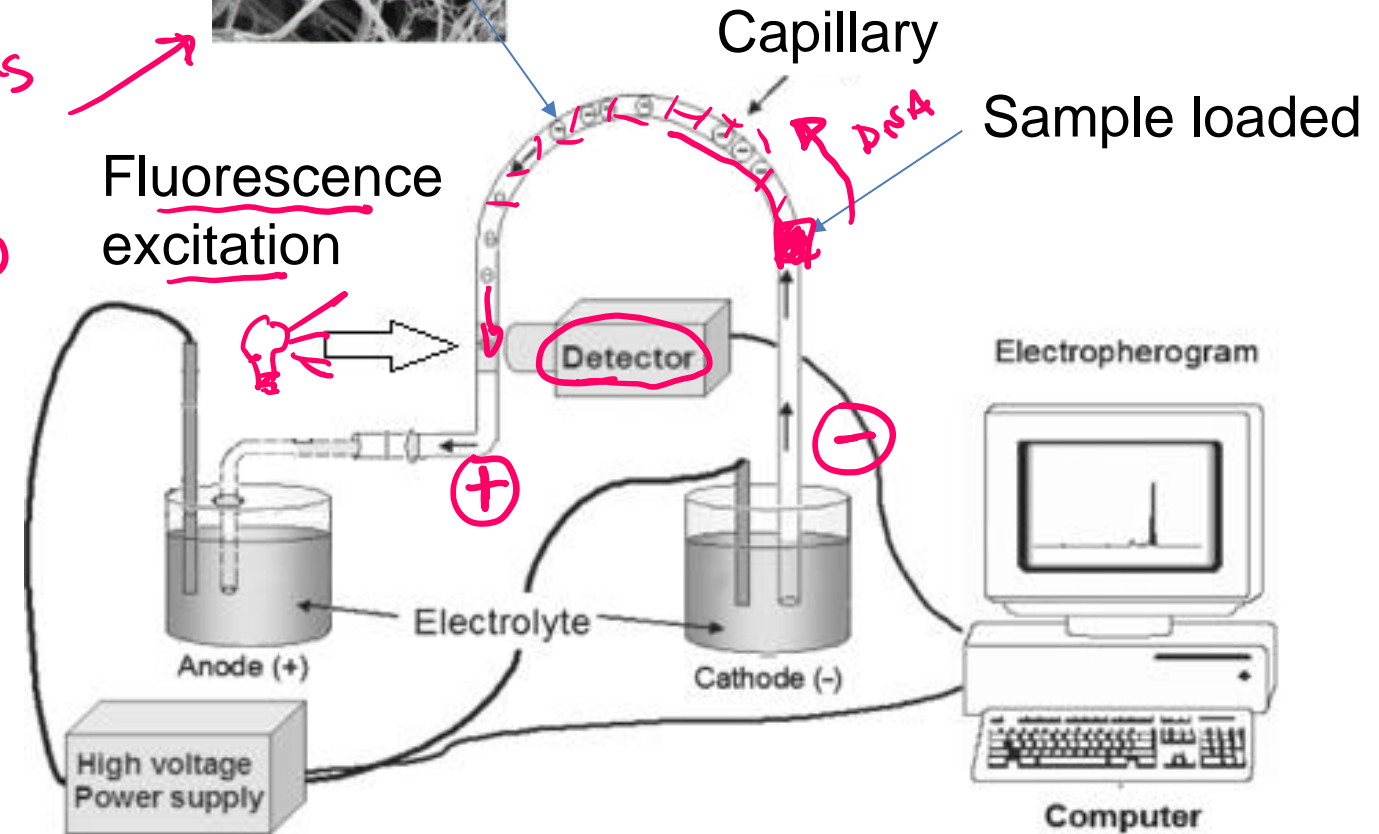 Capillary
DNA
Sample loaded
Fluorescence
excitation
Detector
Electropherogram
+
−
Electrolyte
Anode (+)
Cathode (-)
High voltage
Power supply
Computer